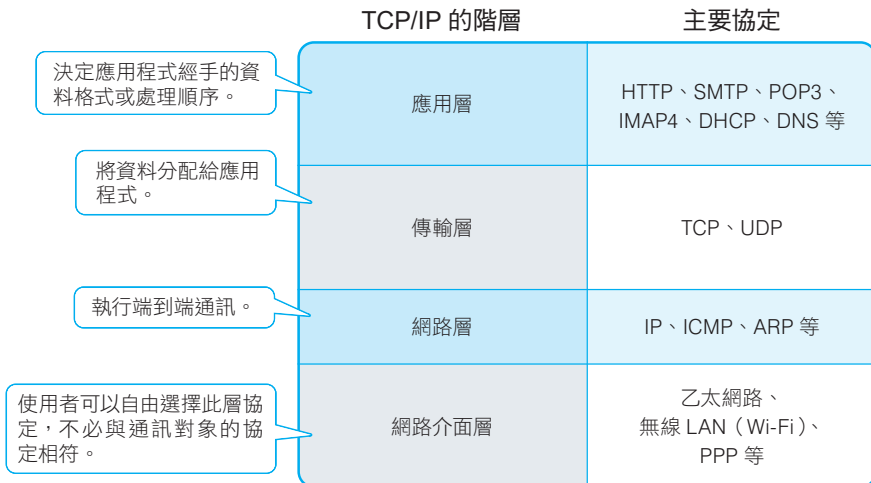 TCP/IP 的階層
主要協定
決定應用程式經手的資
料格式或處理順序。
應用層
HTTP、SMTP、POP3、
IMAP4、DHCP、DNS 等
將資料分配給應用
程式。
傳輸層
TCP、UDP
執行端到端通訊。
網路層
IP、ICMP、ARP 等
使用者可以自由選擇此層協
定，不必與通訊對象的協
定相符。
網路介面層
乙太網路、
無線 LAN（Wi-Fi）、
PPP 等